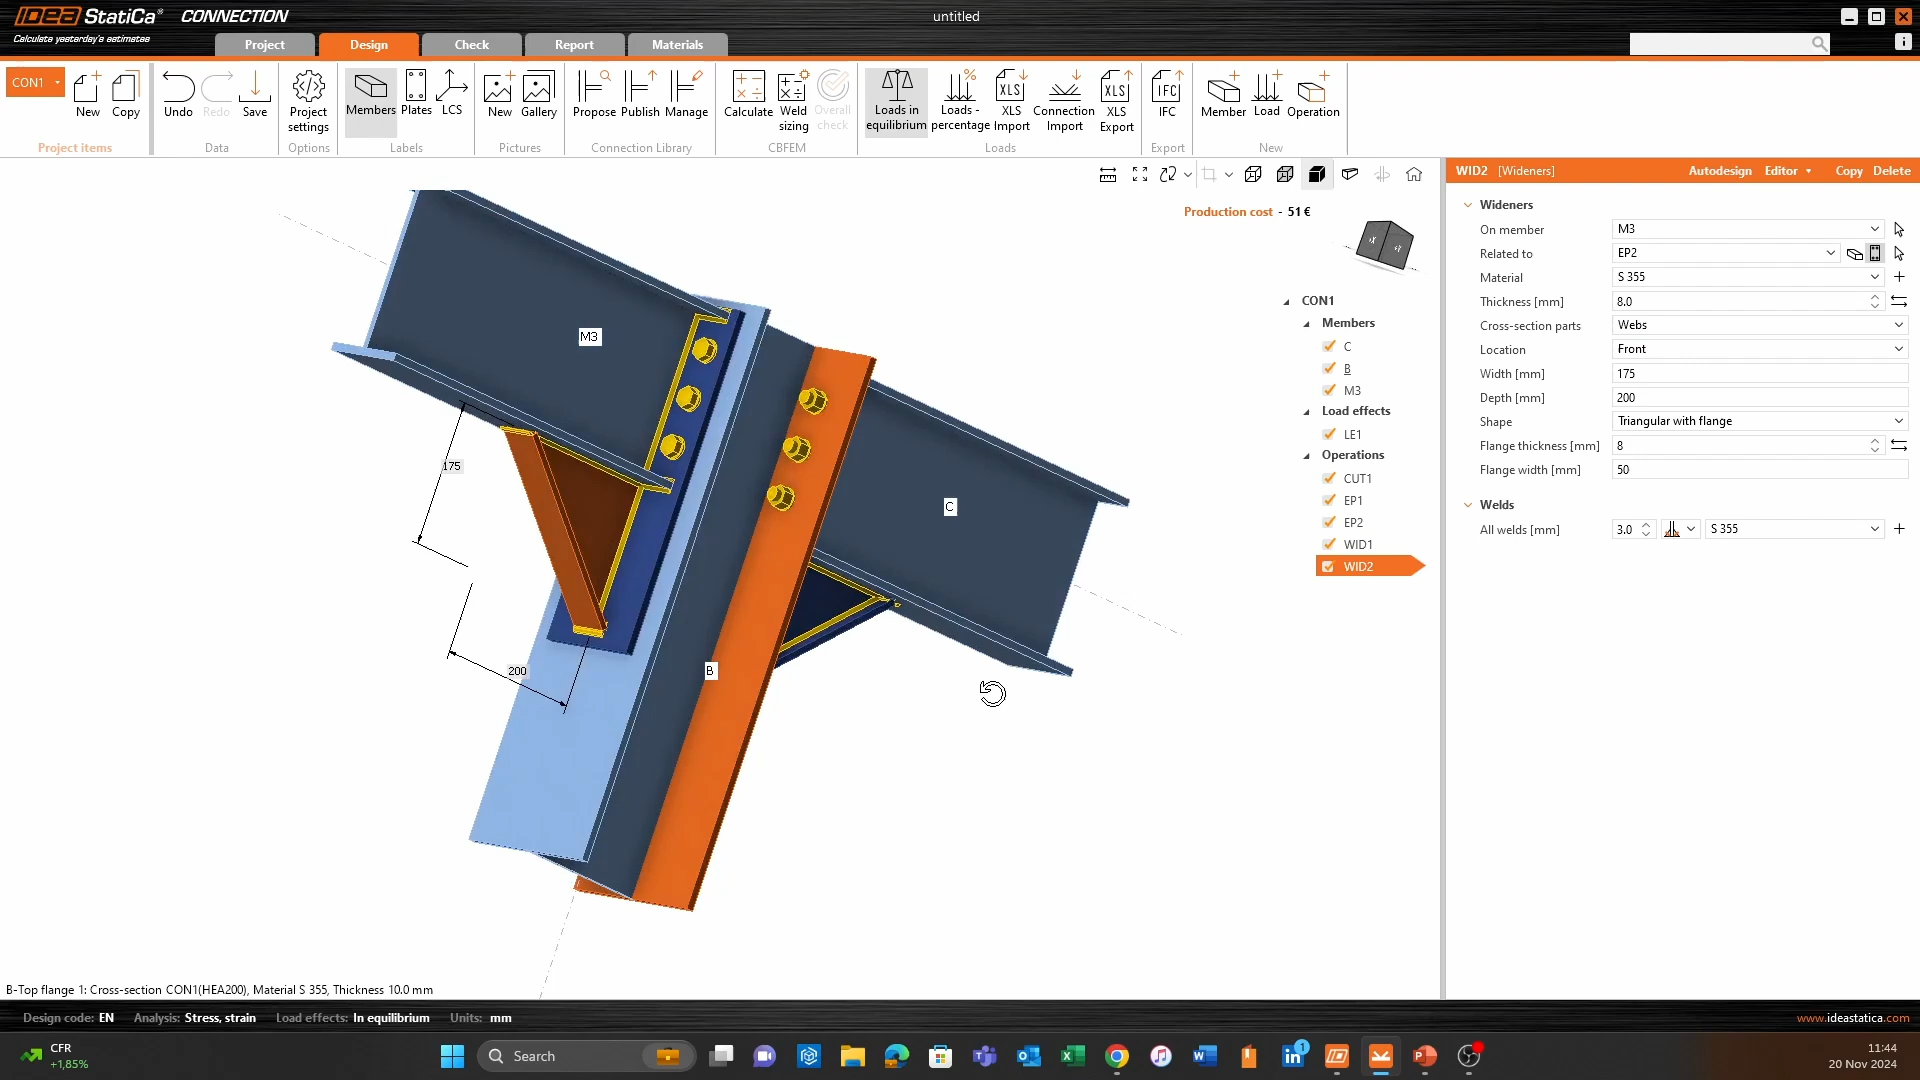 IDEA StatiCa® CONNECTION
Calculate yesterday's estimates
untitled
Project Design Check Report Materials
CON1 New Copy Undo Redo Save Project settings Members Plates LCS New Gallery Propose Publish Manage Calculate Weld sizing Overall check Loads in equilibrium Loads - percentage XLS Import Connection Import XLS Export IFC Member Load Operation
Project items Data Options Labels Pictures Connection Library CBFEM Loads Export New
Production cost - 51 €
M3
C
B
175
200
CON1
Members
C
B
M3
Load effects
LE1
Operations
CUT1
EP1
EP2
WID1
WID2
WID2 [Wideners] Autodesign Editor Copy Delete
Wideners
On member M3
Related to EP2
Material S 355
Thickness [mm] 8.0
Cross-section parts Webs
Location Front
Width [mm] 175
Depth [mm] 200
Shape Triangular with flange
Flange thickness [mm] 8
Flange width [mm] 50
Welds
All welds [mm] 3.0 S 355
B-Top flange 1: Cross-section CON1(HEA200), Material S 355, Thickness 10.0 mm
Design code: EN Analysis: Stress, strain Load effects: In equilibrium Units: mm
www.ideastatica.com
CFR
+1,85%
Search
1
11:44
20 Nov 2024